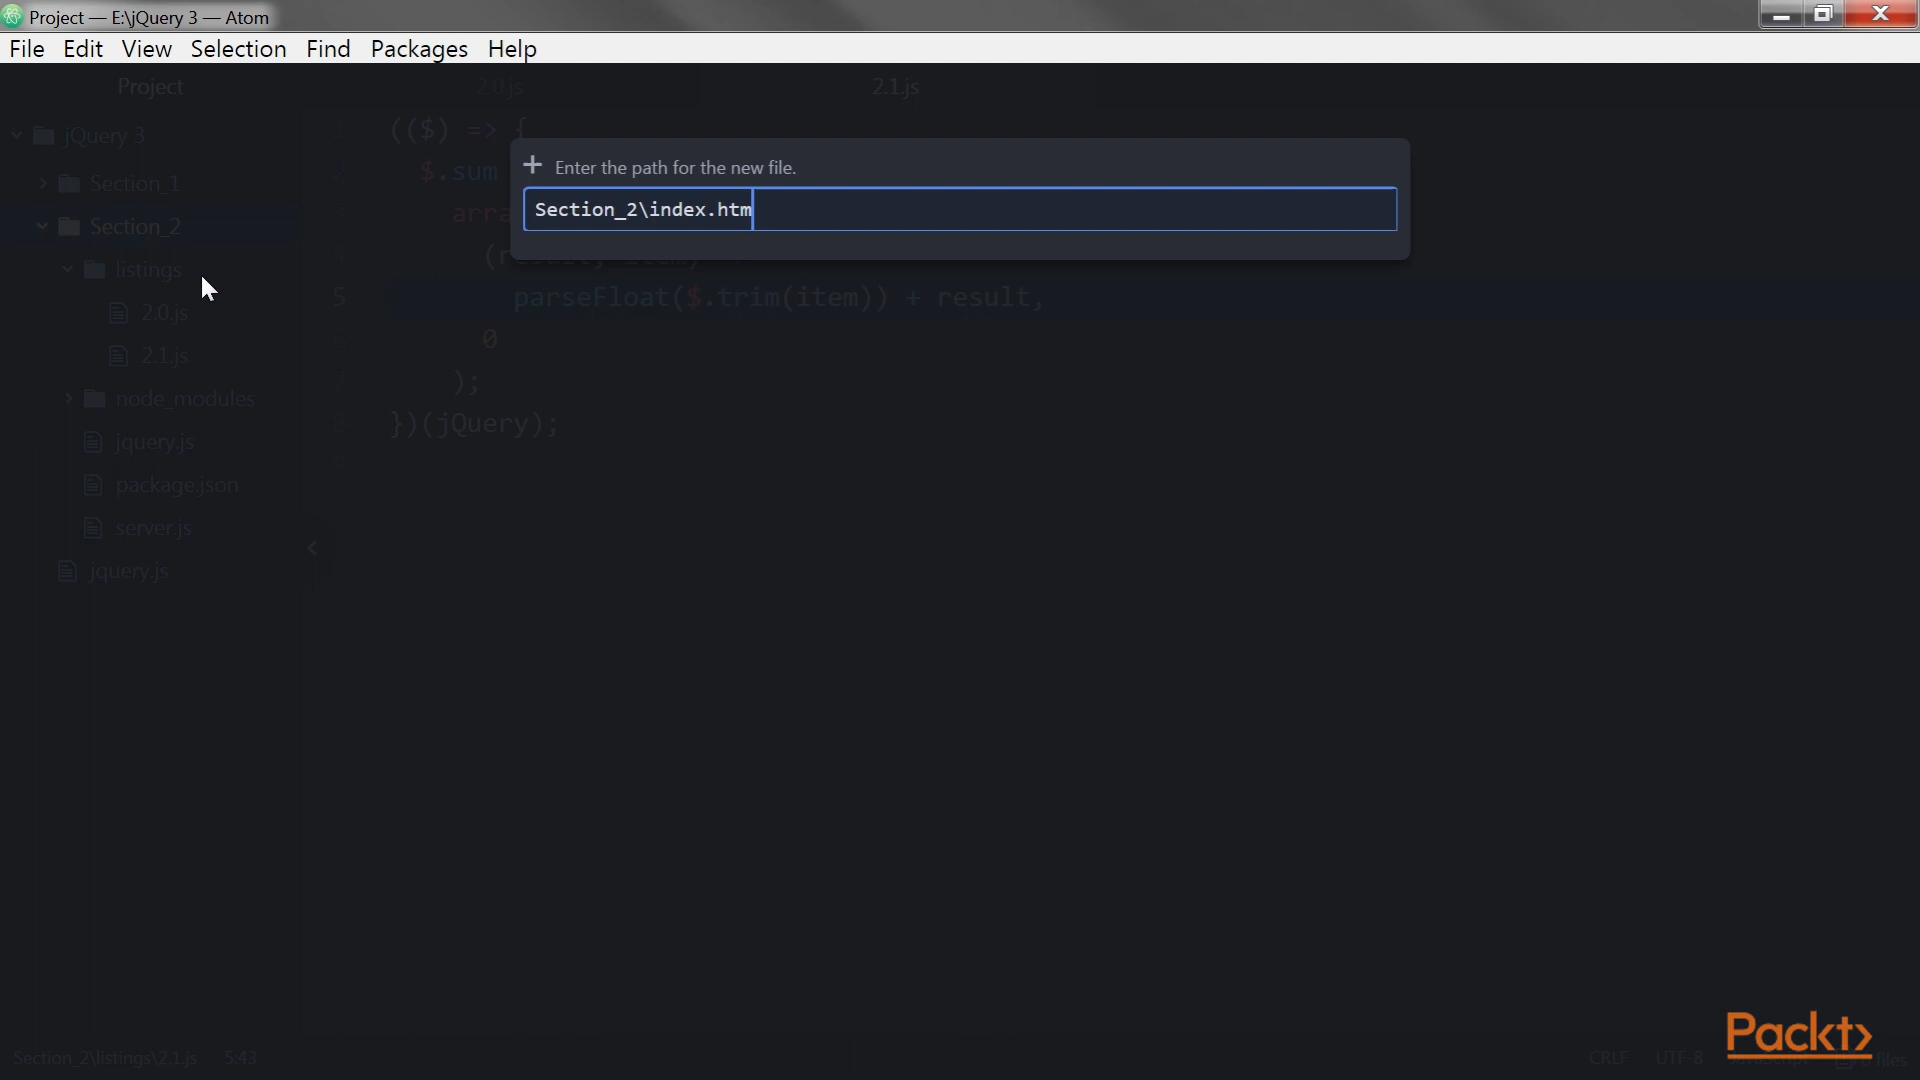 Project — E:\jQuery 3 — Atom
File Edit View Selection Find Packages Help
Project 2.0.js 2.1.js
jQuery 3
Section_1
Section_2
listings
2.0.js
2.1.js
node_modules
jquery.js
package.json
server.js
jquery.js
Enter the path for the new file.
Section_2\index.htm
(($) => {
$.sum
arra
5 parseFloat($.trim(item)) + result,
0
);
})(jQuery);
Section_2\listings\2.1.js 5:43
CRLF UTF-8 files
Packt>